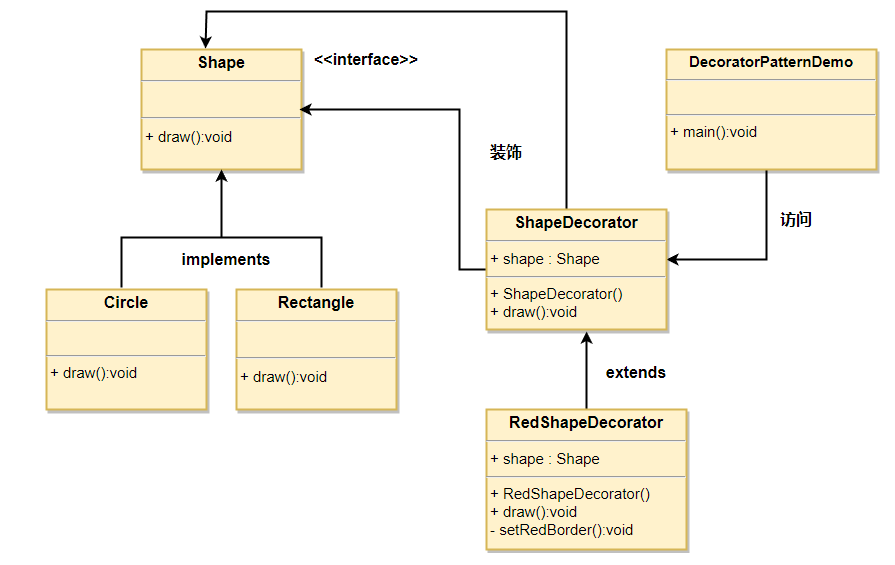 Shape
<<interface>>
+ draw():void
DecoratorPatternDemo
+ main():void
装饰
访问
ShapeDecorator
+ shape : Shape
+ ShapeDecorator()
+ draw():void
implements
Circle
+ draw():void
Rectangle
+ draw():void
extends
RedShapeDecorator
+ shape : Shape
+ RedShapeDecorator()
+ draw():void
- setRedBorder():void